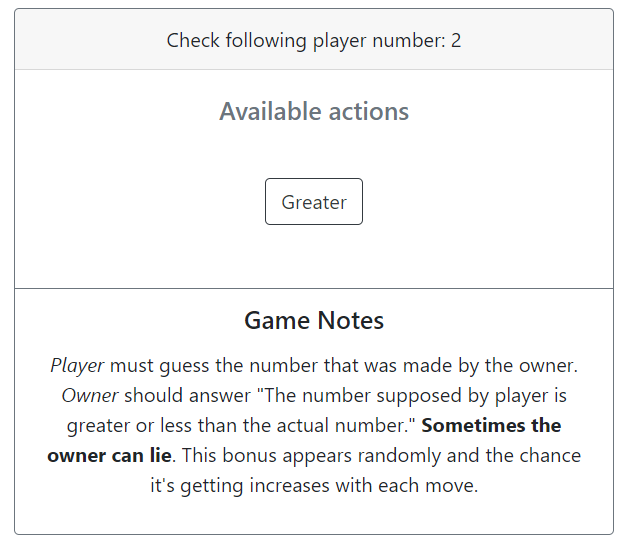 Check following player number: 2
Available actions
Greater
Game Notes
Player must guess the number that was made by the owner.
Owner should answer "The number supposed by player is
greater or less than the actual number." Sometimes the
owner can lie. This bonus appears randomly and the chance
it's getting increases with each move.